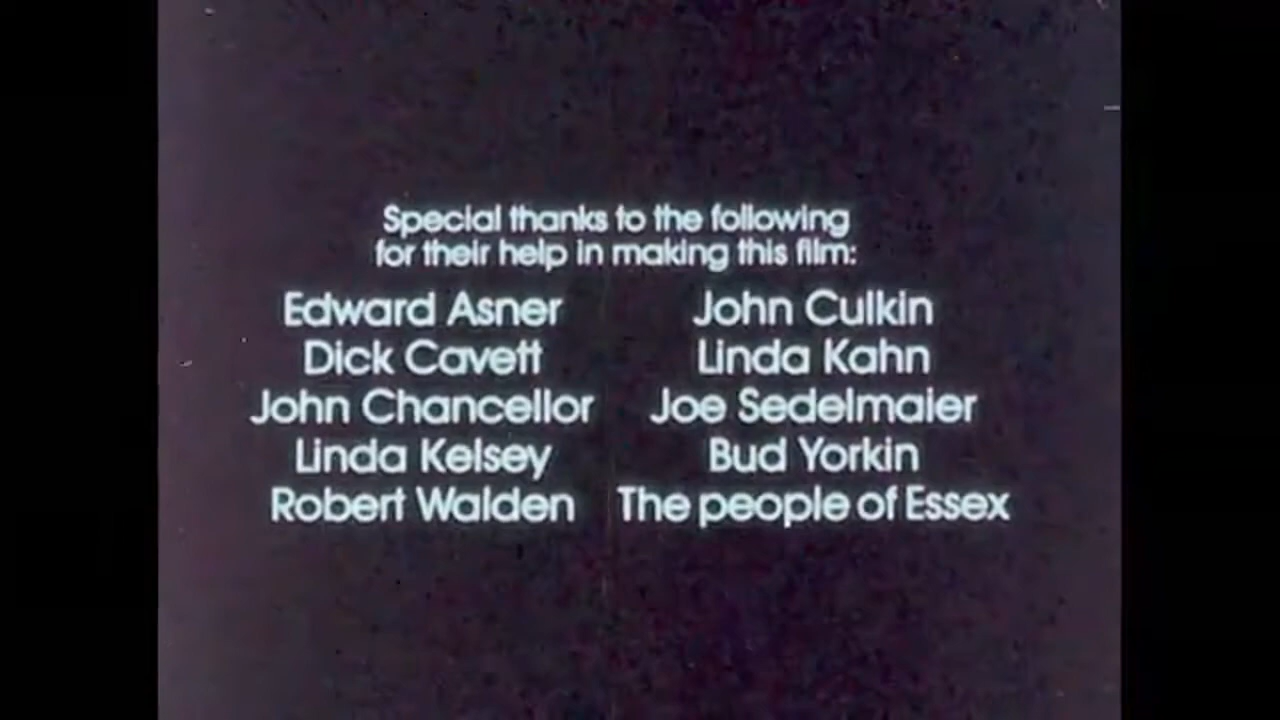 Special thanks to the following
for their help in making this film:
Edward Asner
Dick Cavett
John Chancellor
Linda Kelsey
Robert Walden
John Culkin
Linda Kahn
Joe Sedelmaier
Bud Yorkin
The people of Essex